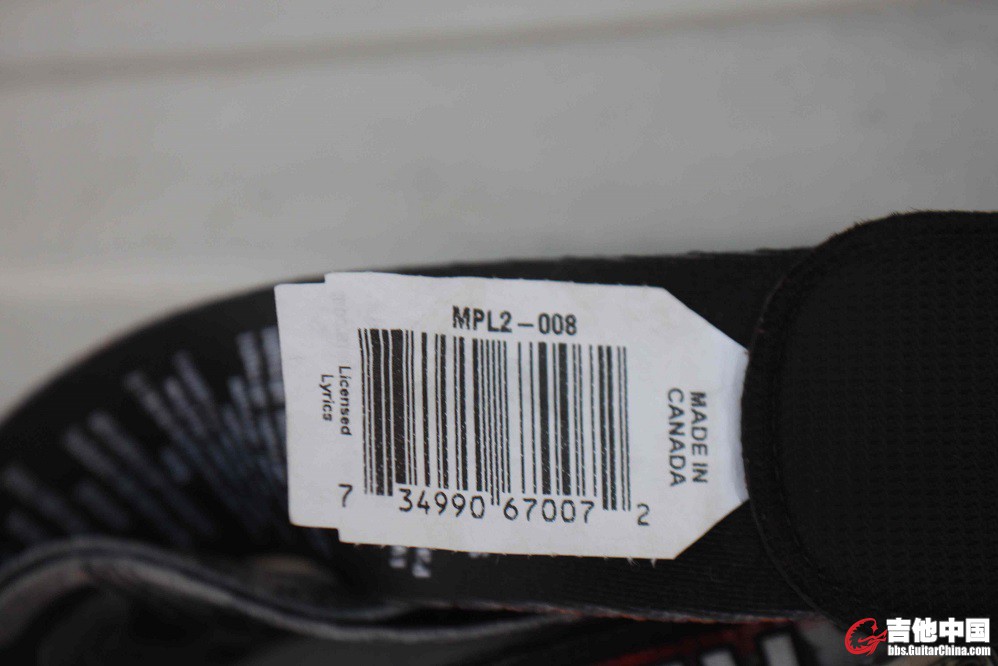 MPL2-008
Licensed
Lyrics
7 34990 67007 2
MADE IN
CANADA
吉他中国
bbs.GuitarChina.com